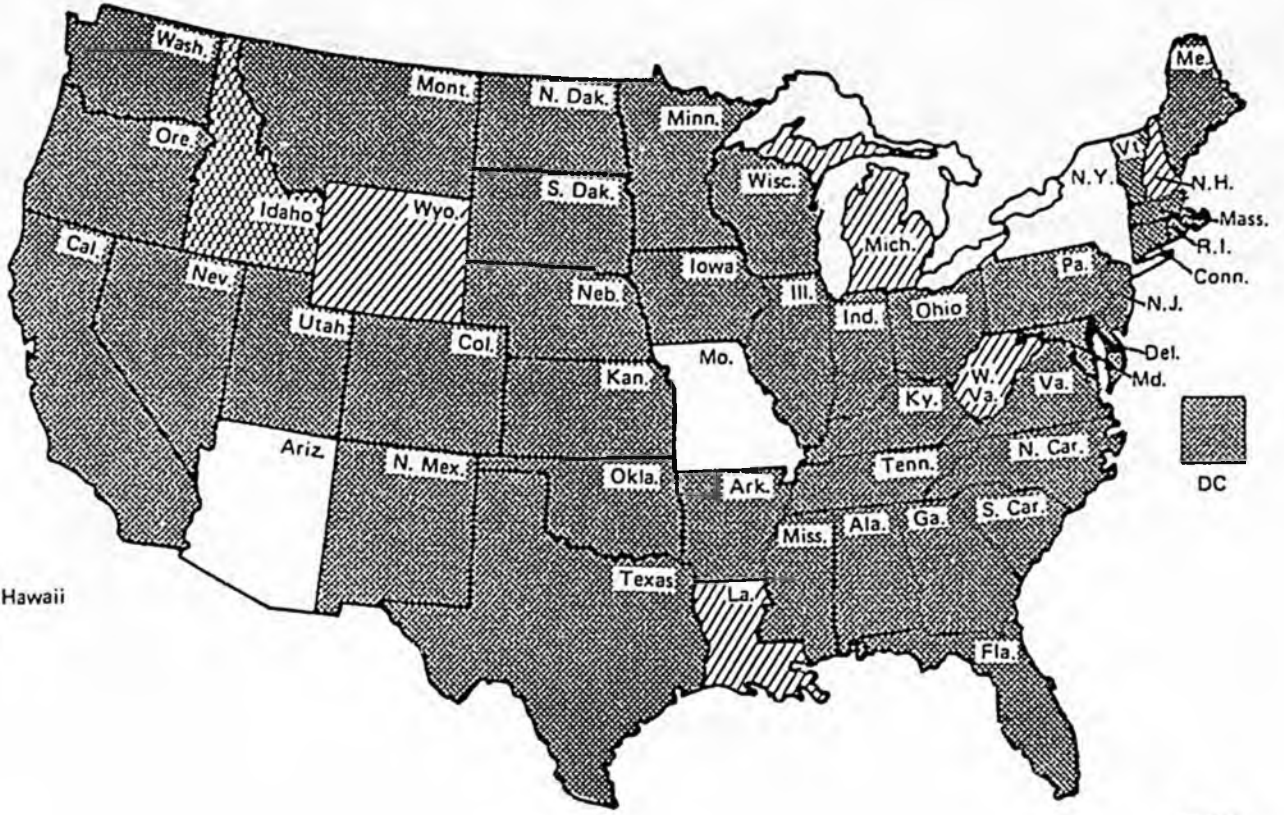 Wash.
Mont.
N. Dak.
Minn.
Me.
Ore.
Idaho
Wyo.
S. Dak.
Wisc.
Mich.
Vt.
N.Y.
N.H.
Mass.
R.I.
Conn.
Cal.
Nev.
Utah
Col.
Neb.
Iowa
Ill.
Ind.
Ohio
Pa.
N.J.
Del.
Md.
Kan.
Mo.
Ky.
W.
Va.
Va.
Ariz.
N. Mex.
Okla.
Ark.
Tenn.
N. Car.
S. Car.
DC
Miss.
Ala.
Ga.
Hawaii
Texas
La.
Fla.